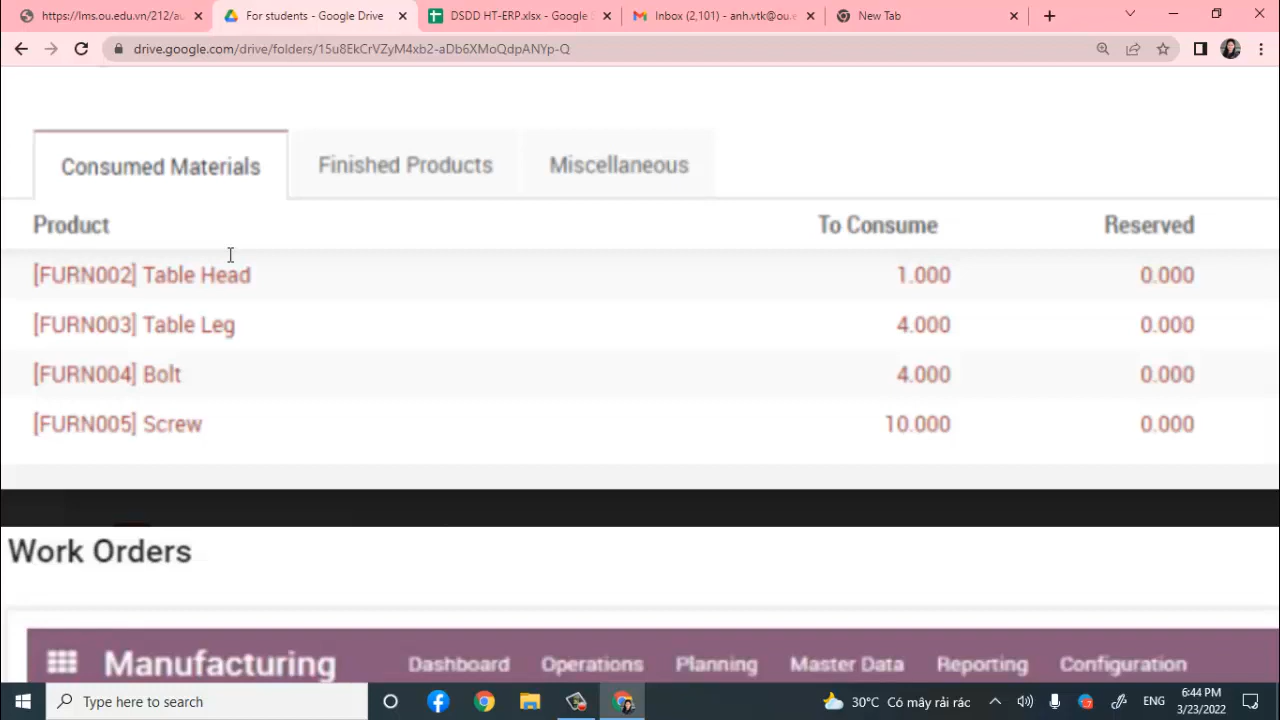 https://lms.ou.edu.vn/212/au
For students - Google Drive
DSDD HT-ERP.xlsx - Google
Inbox (2,101) - anh.vtk@ou.e
New Tab
drive.google.com/drive/folders/15u8EkCrVZyM4xb2-aDb6XMoQdpANYp-Q
Consumed Materials Finished Products Miscellaneous
Product To Consume Reserved
[FURN002] Table Head 1.000 0.000
[FURN003] Table Leg 4.000 0.000
[FURN004] Bolt 4.000 0.000
[FURN005] Screw 10.000 0.000
Work Orders
Manufacturing Dashboard Operations Planning Master Data Reporting Configuration
Type here to search
30°C Có mây rải rác
ENG
6:44 PM
3/23/2022